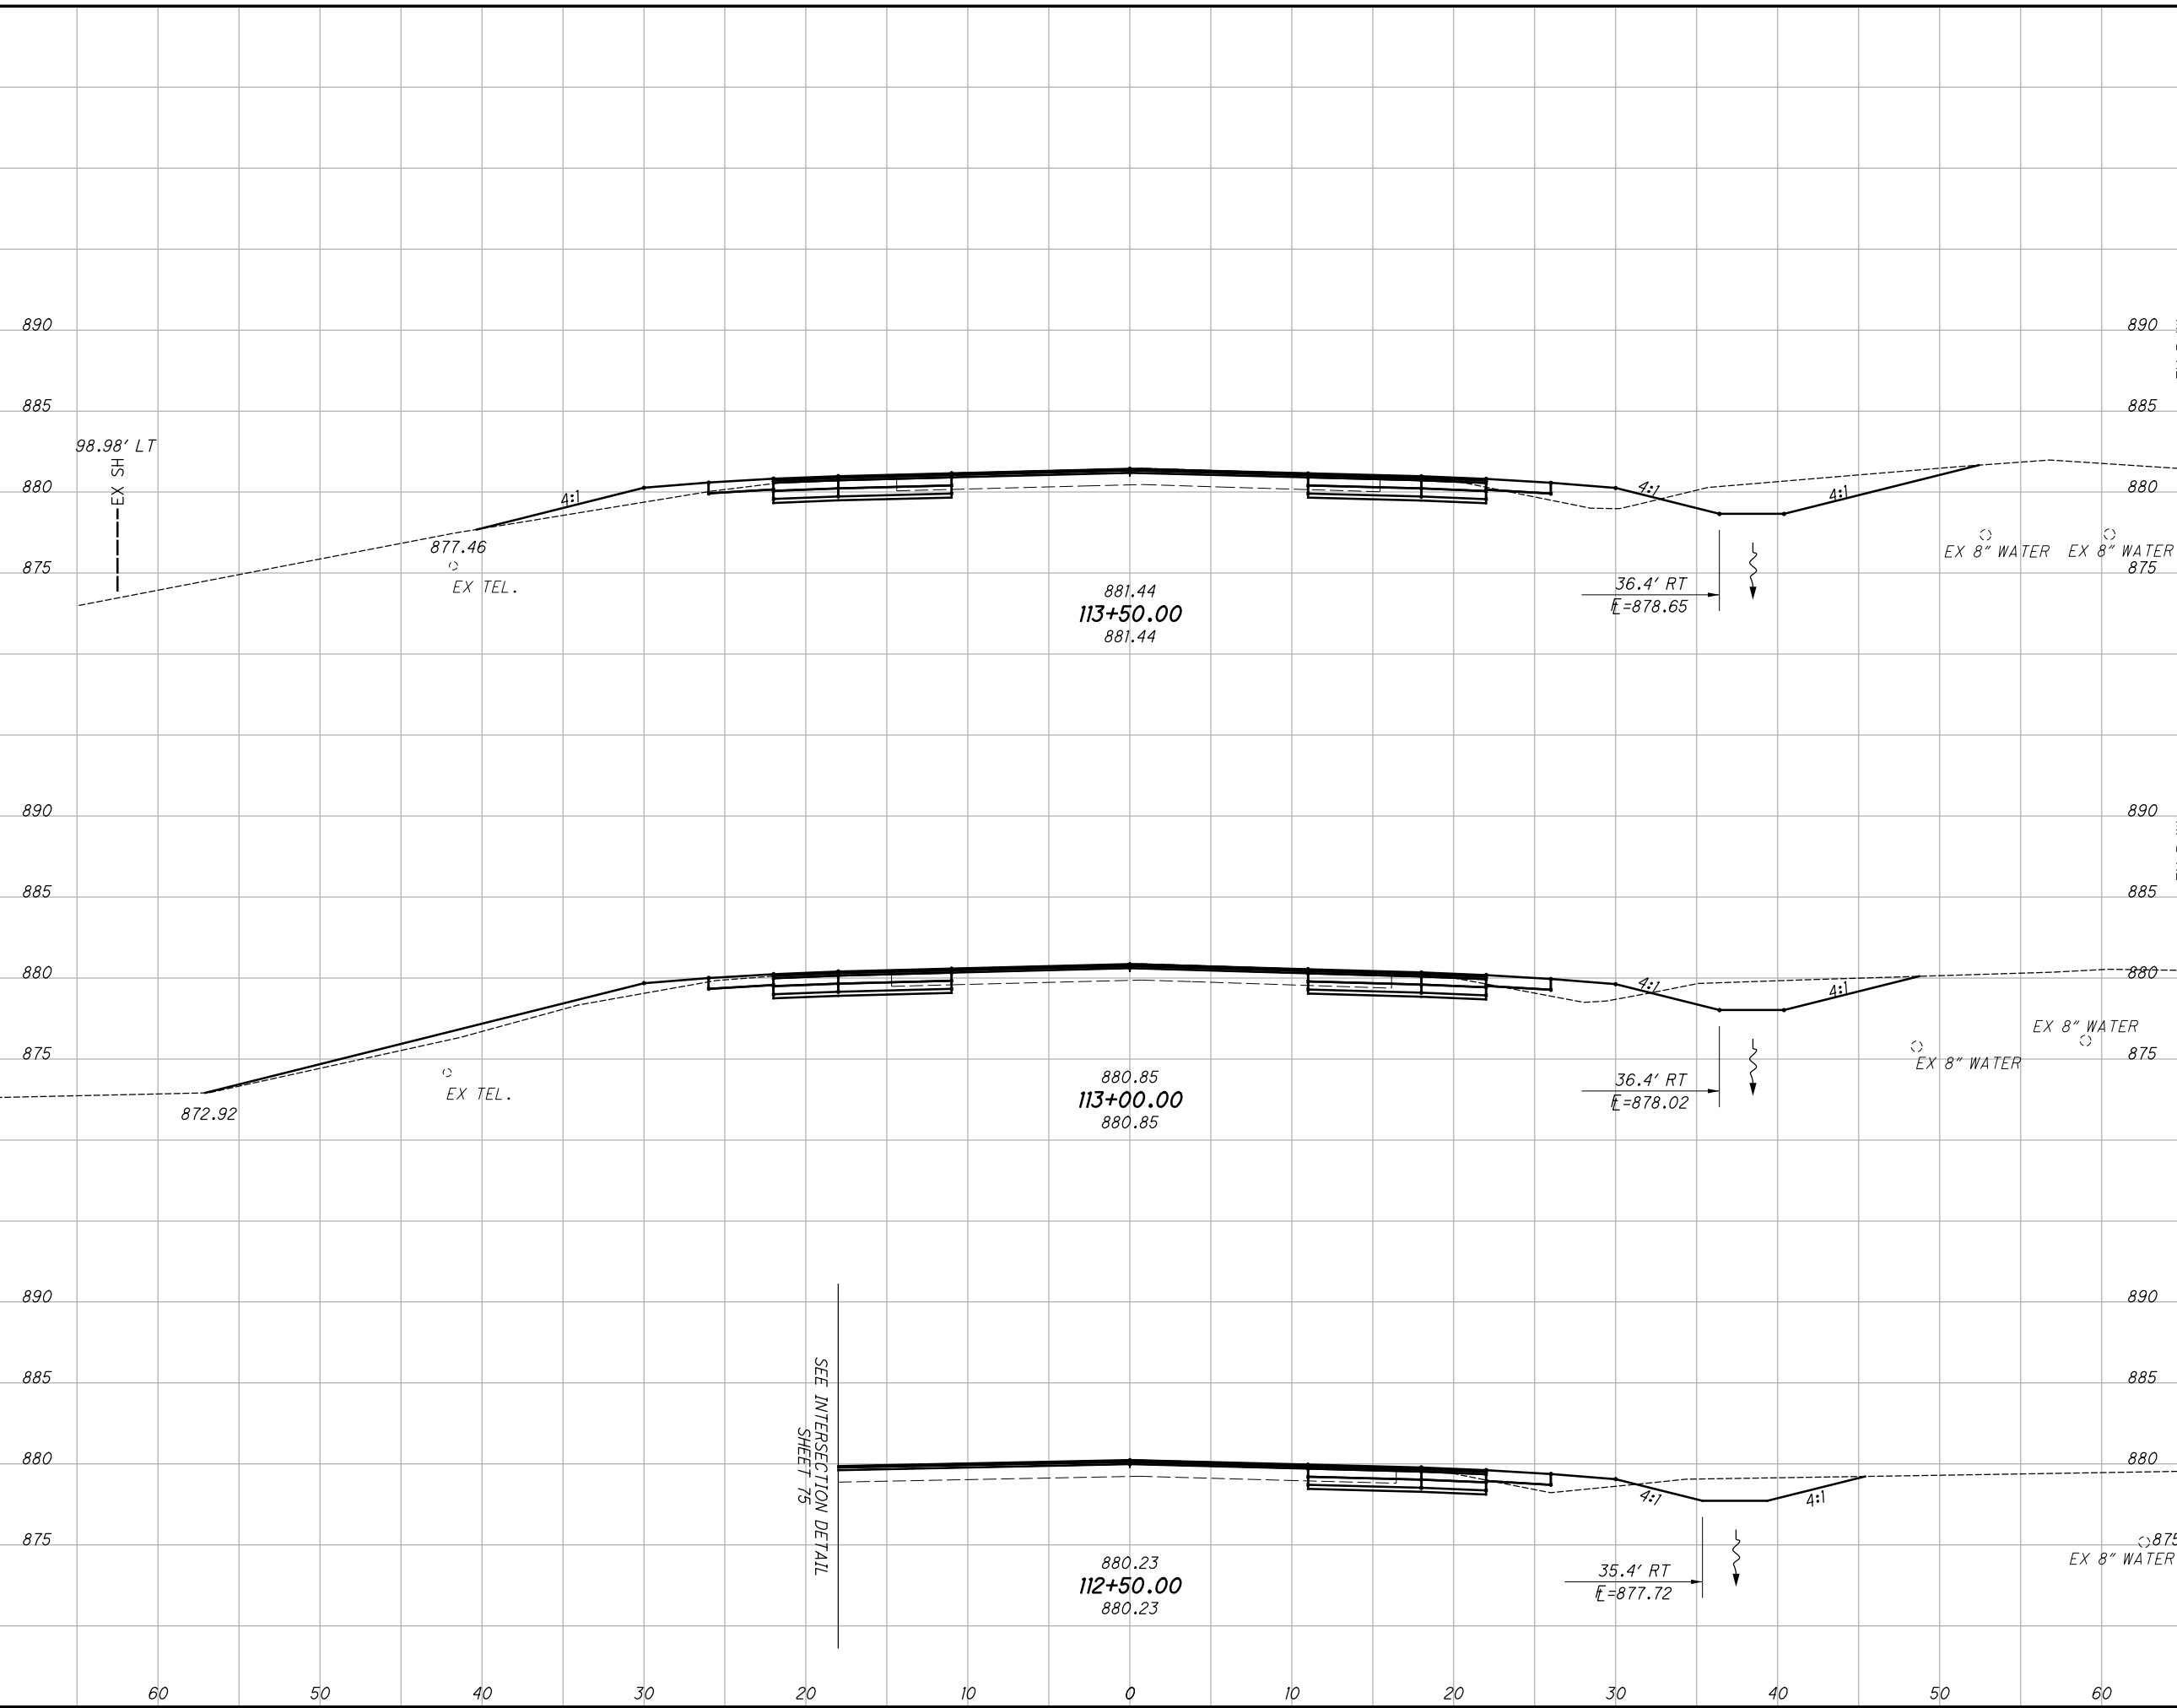 890 890
885 885
98.98' LT
EX SH
880 4:1 4:1 4:1 880
877.46
EX 8" WATER EX 8" WATER
875 875
EX TEL.
881.44
113+50.00
881.44
36.4' RT
FL=878.65
890 890
885 885
880 4:1 4:1 880
EX 8" WATER
875 875
EX 8" WATER
EX TEL.
872.92
880.85
113+00.00
880.85
36.4' RT
FL=878.02
890 890
885 885
SEE INTERSECTION DETAIL
SHEET 75
880 880
4:1 4:1
875 875
EX 8" WATER
880.23
112+50.00
880.23
35.4' RT
FL=877.72
60 50 40 30 20 10 0 10 20 30 40 50 60